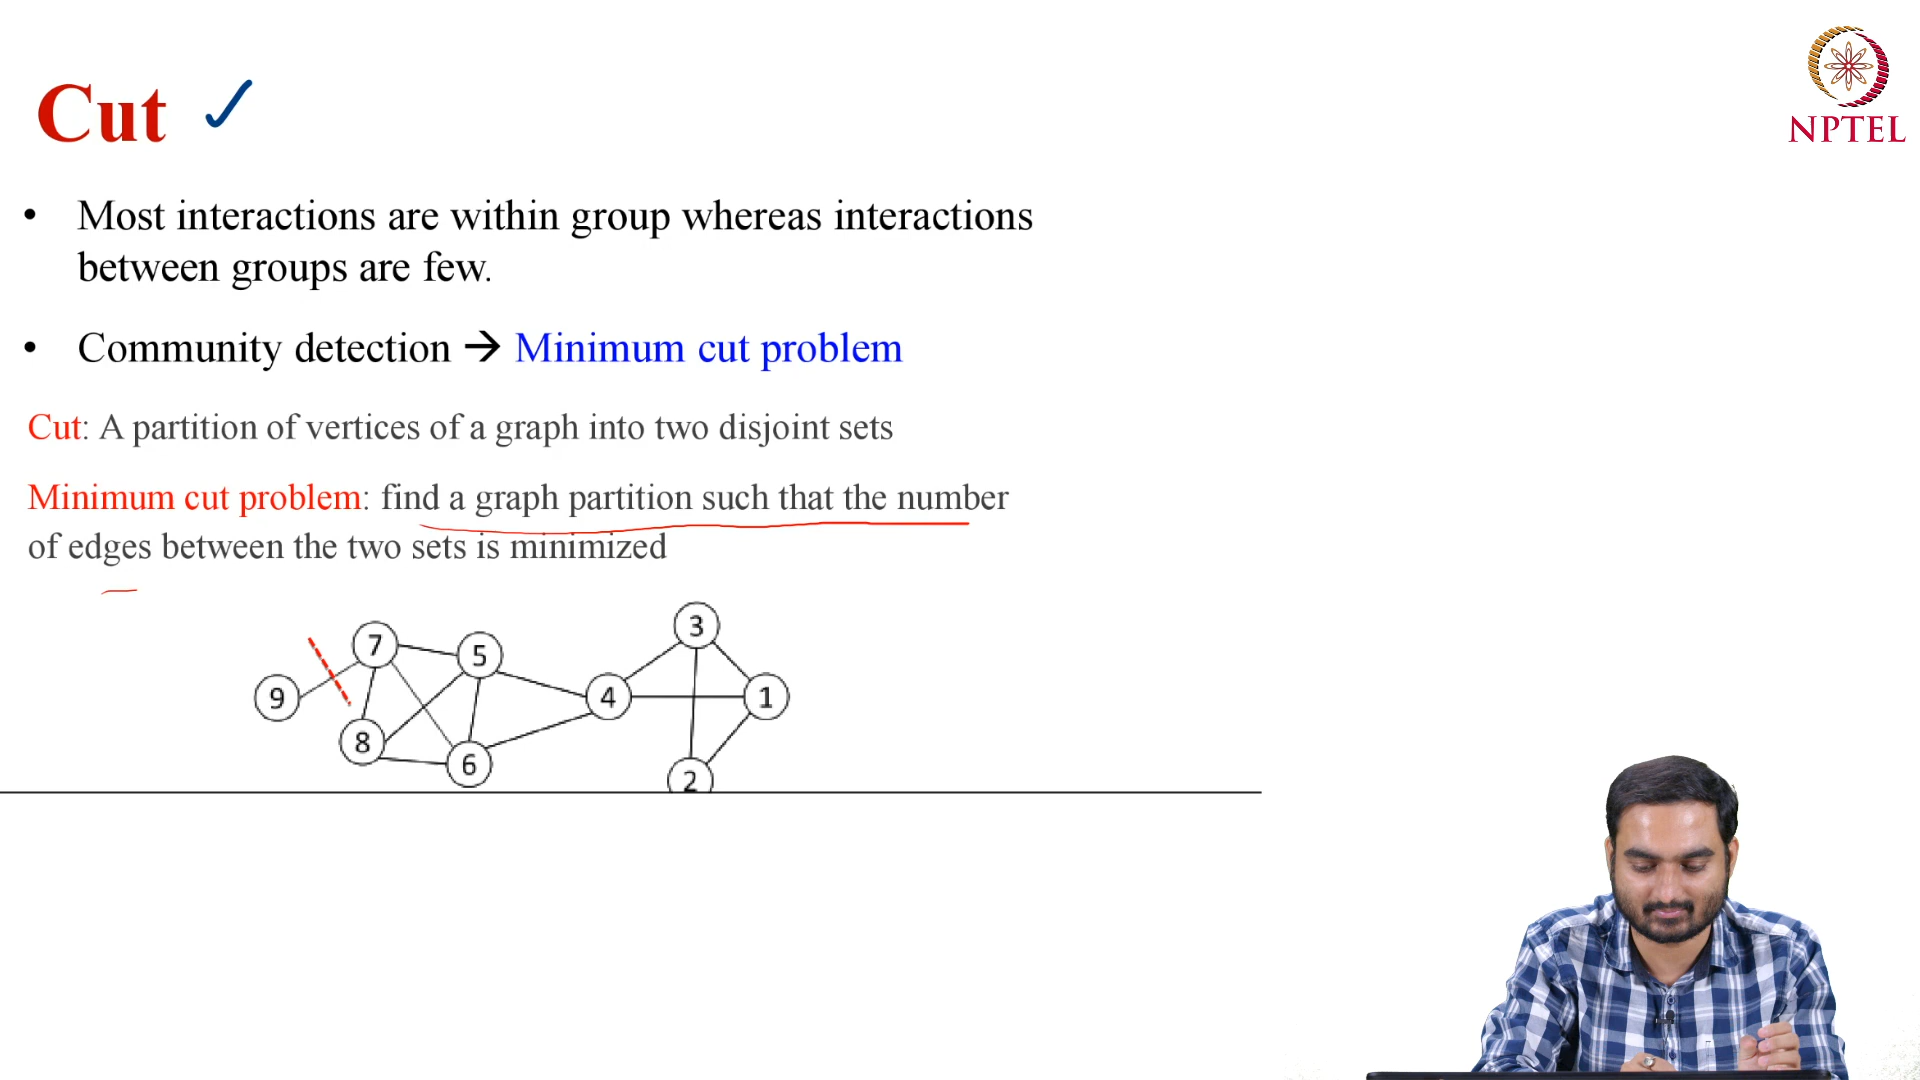 Cut
NPTEL
• Most interactions are within group whereas interactions
between groups are few.
• Community detection → Minimum cut problem
Cut: A partition of vertices of a graph into two disjoint sets
Minimum cut problem: find a graph partition such that the number
of edges between the two sets is minimized
3
7
5
9
4
1
8
6
2